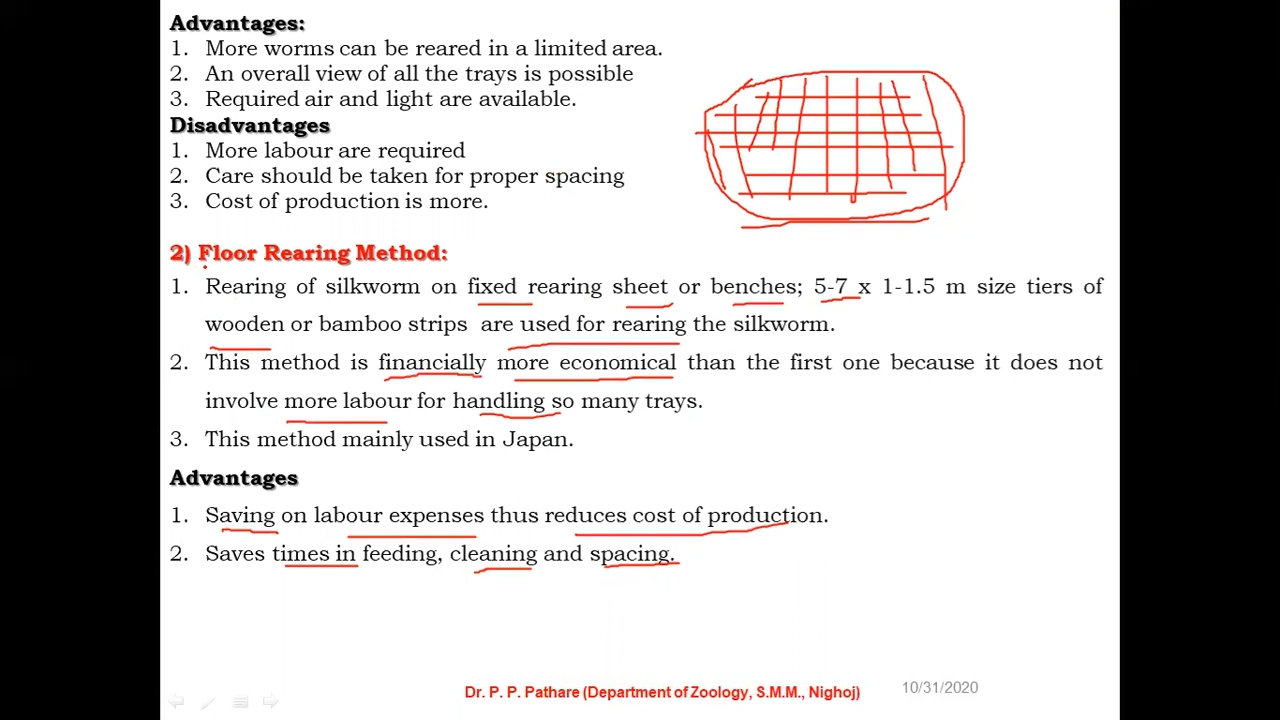 Advantages:
1. More worms can be reared in a limited area.
2. An overall view of all the trays is possible
3. Required air and light are available.
Disadvantages
1. More labour are required
2. Care should be taken for proper spacing
3. Cost of production is more.
2) Floor Rearing Method:
1. Rearing of silkworm on fixed rearing sheet or benches; 5-7 x 1-1.5 m size tiers of
wooden or bamboo strips are used for rearing the silkworm.
2. This method is financially more economical than the first one because it does not
involve more labour for handling so many trays.
3. This method mainly used in Japan.
Advantages
1. Saving on labour expenses thus reduces cost of production.
2. Saves times in feeding, cleaning and spacing.
Dr. P. P. Pathare (Department of Zoology, S.M.M., Nighoj)
10/31/2020